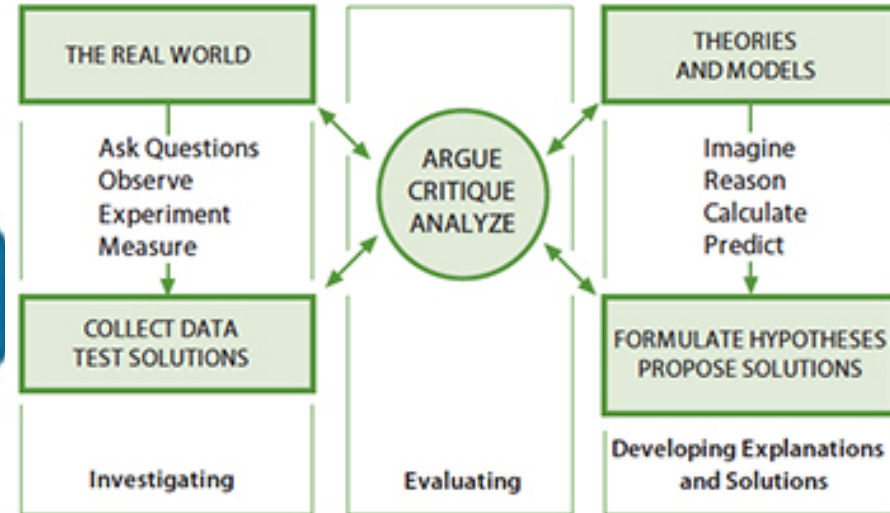 THE REAL WORLD
Ask Questions
Observe
Experiment
Measure
COLLECT DATA
TEST SOLUTIONS
Investigating
ARGUE
CRITIQUE
ANALYZE
Evaluating
THEORIES
AND MODELS
Imagine
Reason
Calculate
Predict
FORMULATE HYPOTHESES
PROPOSE SOLUTIONS
Developing Explanations
and Solutions